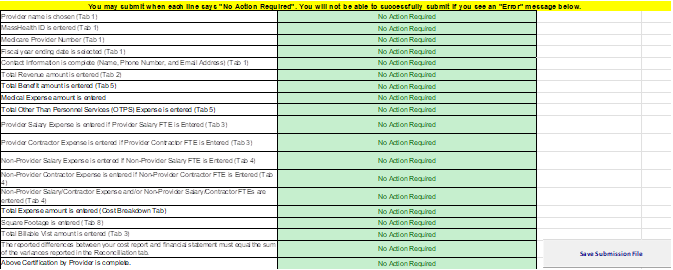 You may submit when each line says "No Action Required". You will not be able to successfully submit if you see an "Error" message below.
Provider name is chosen (Tab 1) No Action Required
MassHealth ID is entered (Tab 1) No Action Required
Medicare Provider Number (Tab 1) No Action Required
Fiscal year ending date is selected (Tab 1) No Action Required
Contact Information is complete (Name, Phone Number, and Email Address) (Tab 1) No Action Required
Total Revenue amount is entered (Tab 2) No Action Required
Total Benefit amount is entered (Tab 5) No Action Required
Medical Expense amount is entered No Action Required
Total Other Than Personnel Services (OTPS) Expense is entered (Tab 5) No Action Required
Provider Salary Expense is entered if Provider Salary FTE is Entered (Tab 3) No Action Required
Provider Contractor Expense is entered if Provider Contractor FTE is Entered (Tab 3) No Action Required
Non-Provider Salary Expense is entered if Non-Provider Salary FTE is Entered (Tab 4) No Action Required
Non-Provider Contractor Expense is entered if Non-Provider Contractor FTE is Entered (Tab
4) No Action Required
Non-Provider Salary/Contractor Expense and/or Non-Provider Salary/Contractor FTEs are
entered (Tab 4) No Action Required
Total Expense amount is entered (Cost Breakdown Tab) No Action Required
Square Footage is entered (Tab 8) No Action Required
Total Billable Visit amount is entered (Tab 3) No Action Required
The reported differences between your cost report and financial statement must equal the sum
of the variances reported in the Reconciliation tab. No Action Required
Save Submission File
Above Certification by Provider is complete. No Action Required